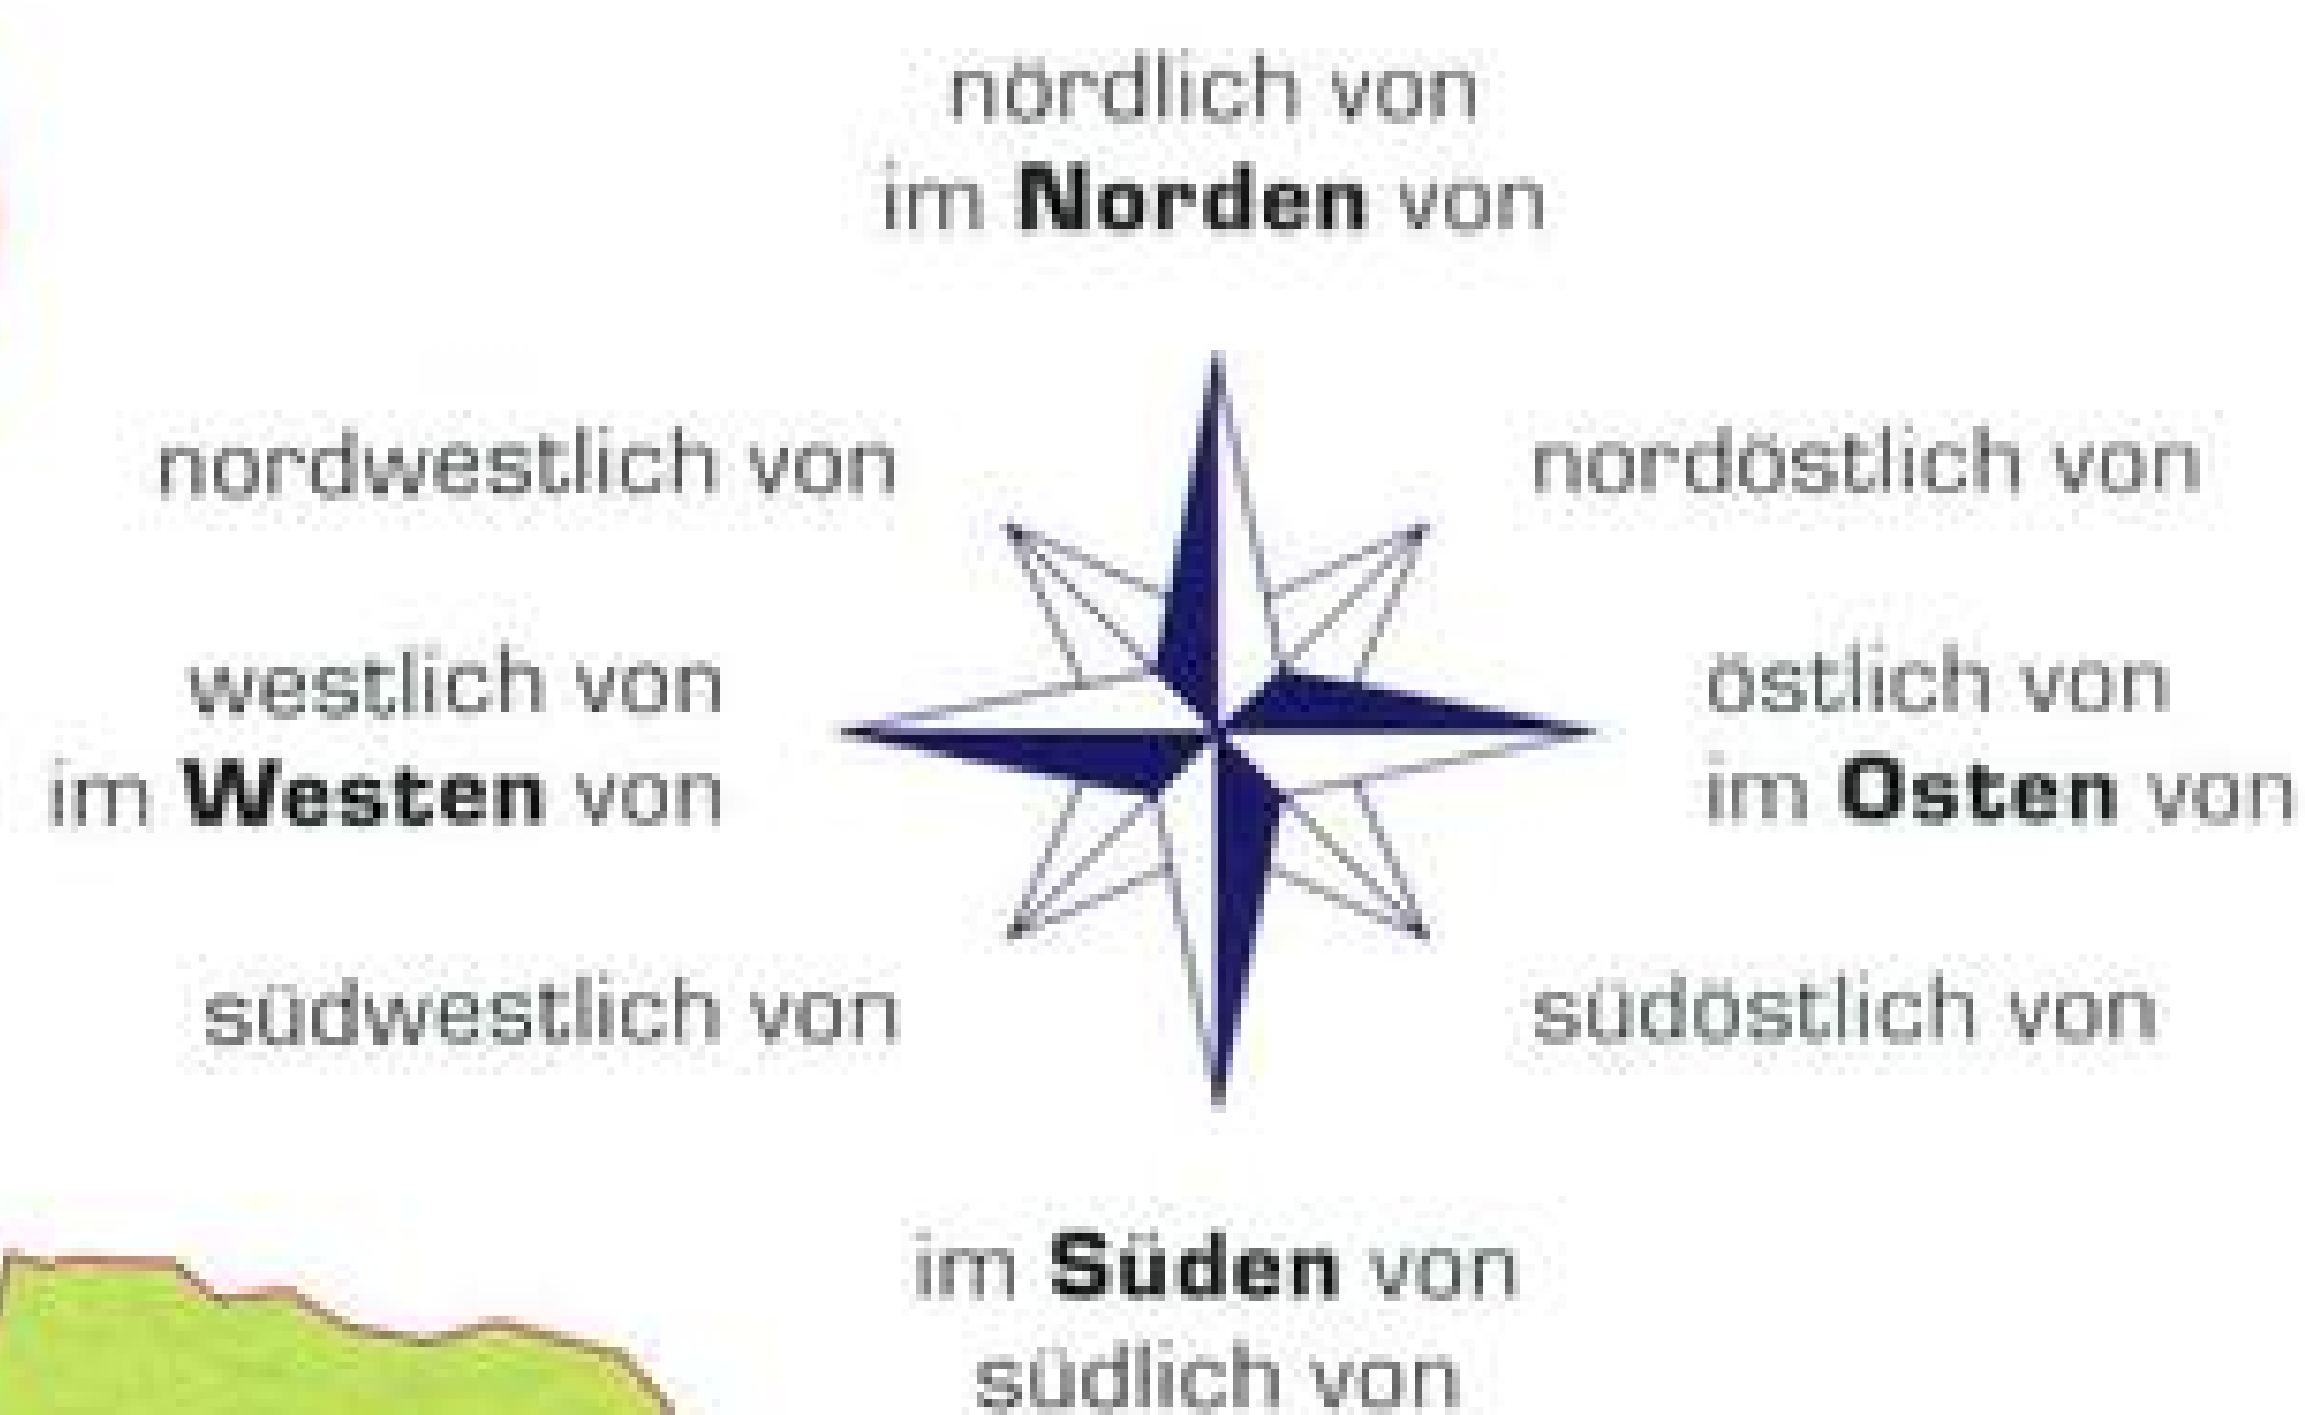 nördlich von
im Norden von
nordwestlich von
nordöstlich von
westlich von
im Westen von
östlich von
im Osten von
südwestlich von
südöstlich von
im Süden von
südlich von